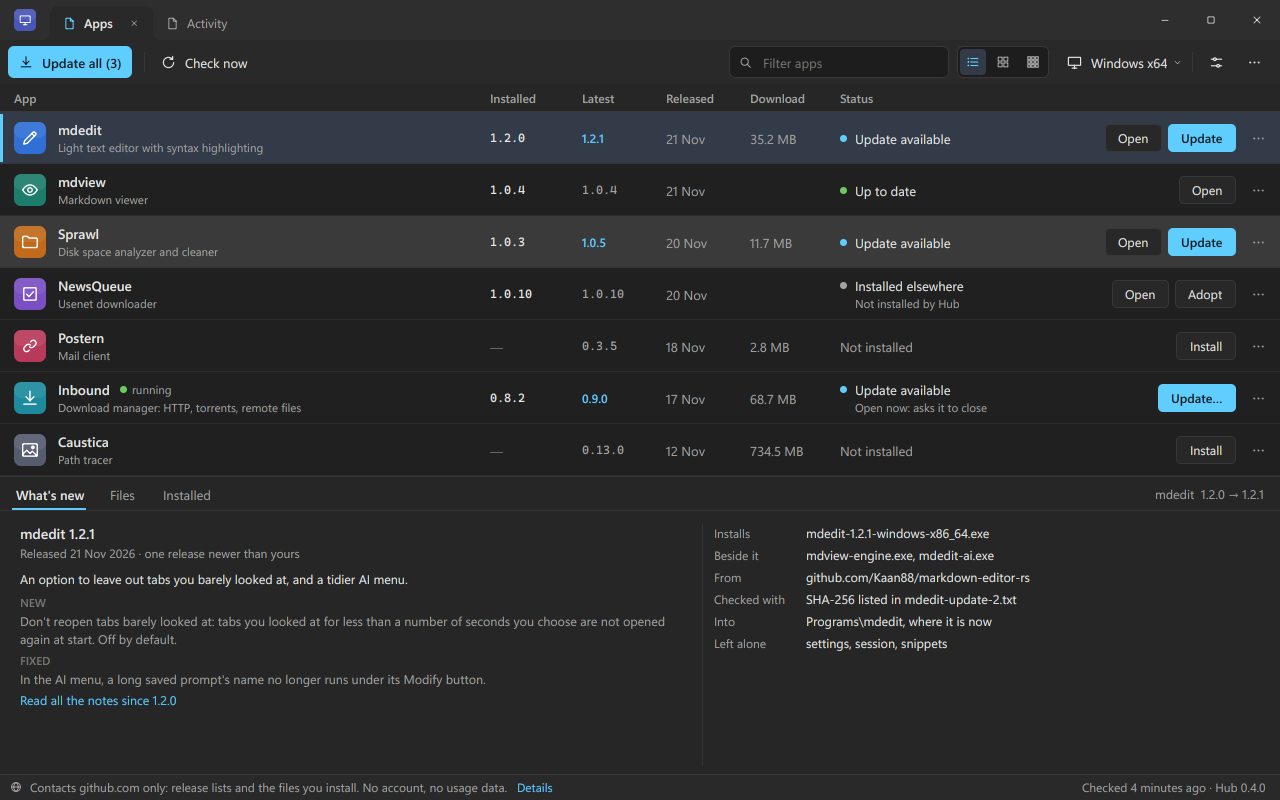 Apps
Activity
Update all (3)
Check now
Filter apps
Windows x64
App Installed Latest Released Download Status
mdedit
Light text editor with syntax highlighting
1.2.0 1.2.1 21 Nov 35.2 MB Update available Open Update
mdview
Markdown viewer
1.0.4 1.0.4 21 Nov Up to date Open
Sprawl
Disk space analyzer and cleaner
1.0.3 1.0.5 20 Nov 11.7 MB Update available Open Update
NewsQueue
Usenet downloader
1.0.10 1.0.10 20 Nov Installed elsewhere
Not installed by Hub
Open Adopt
Postern
Mail client
— 0.3.5 18 Nov 2.8 MB Not installed Install
Inbound running
Download manager: HTTP, torrents, remote files
0.8.2 0.9.0 17 Nov 68.7 MB Update available
Open now: asks it to close
Update...
Caustica
Path tracer
— 0.13.0 12 Nov 734.5 MB Not installed Install
What's new Files Installed mdedit 1.2.0 → 1.2.1
mdedit 1.2.1
Released 21 Nov 2026 · one release newer than yours
An option to leave out tabs you barely looked at, and a tidier AI menu.
NEW
Don't reopen tabs barely looked at: tabs you looked at for less than a number of seconds you choose are not opened
again at start. Off by default.
FIXED
In the AI menu, a long saved prompt's name no longer runs under its Modify button.
Read all the notes since 1.2.0
Installs mdedit-1.2.1-windows-x86_64.exe
Beside it mdview-engine.exe, mdedit-ai.exe
From github.com/Kaan88/markdown-editor-rs
Checked with SHA-256 listed in mdedit-update-2.txt
Into Programs\mdedit, where it is now
Left alone settings, session, snippets
Contacts github.com only: release lists and the files you install. No account, no usage data. Details
Checked 4 minutes ago · Hub 0.4.0